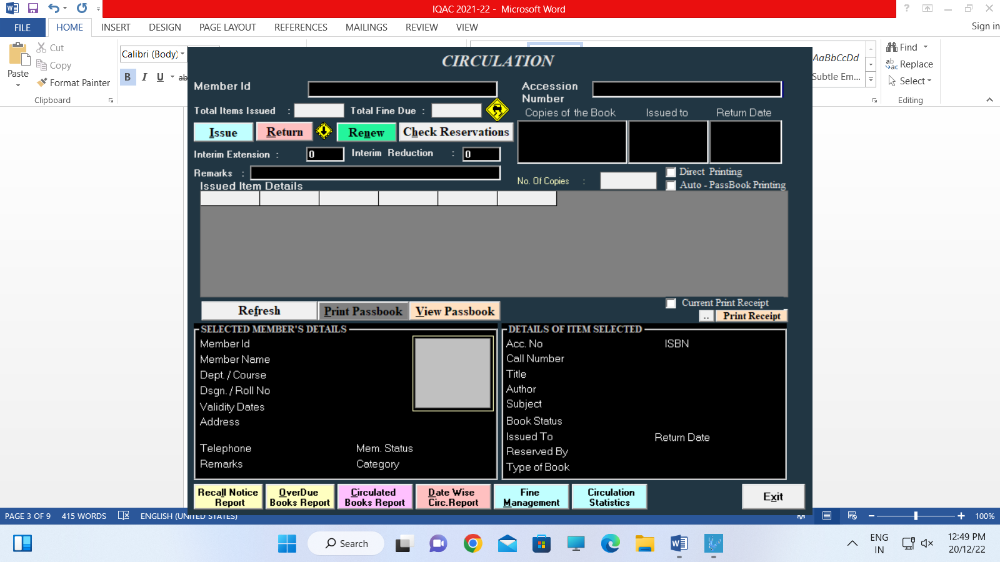 IQAC 2021-22 - Microsoft Word
FILE HOME INSERT DESIGN PAGE LAYOUT REFERENCES MAILINGS REVIEW VIEW Sign in
Paste
Cut
Copy
Format Painter
Clipboard
Calibri (Body)
B I U ab
AaBbCcDd
Subtle Em...
Find
Replace
Select
Editing
CIRCULATION
Member Id
Accession Number
Total Items Issued : Total Fine Due :
Copies of the Book Issued to Return Date
Issue Return Renew Check Reservations
Interim Extension : 0 Interim Reduction : 0
Remarks :
No. Of Copies :
Direct Printing
Auto - PassBook Printing
Issued Item Details
Refresh Print Passbook View Passbook
Current Print Receipt
.. Print Receipt
SELECTED MEMBER'S DETAILS
Member Id
Member Name
Dept. / Course
Dsgn. / Roll No
Validity Dates
Address
Telephone Mem. Status
Remarks Category
DETAILS OF ITEM SELECTED
Acc. No ISBN
Call Number
Title
Author
Subject
Book Status
Issued To Return Date
Reserved By
Type of Book
Recall Notice Report
OverDue Books Report
Circulated Books Report
Date Wise Circ.Report
Fine Management
Circulation Statistics
Exit
PAGE 3 OF 9 415 WORDS ENGLISH (UNITED STATES) 100%
Search
ENG
IN
12:49 PM
20/12/22